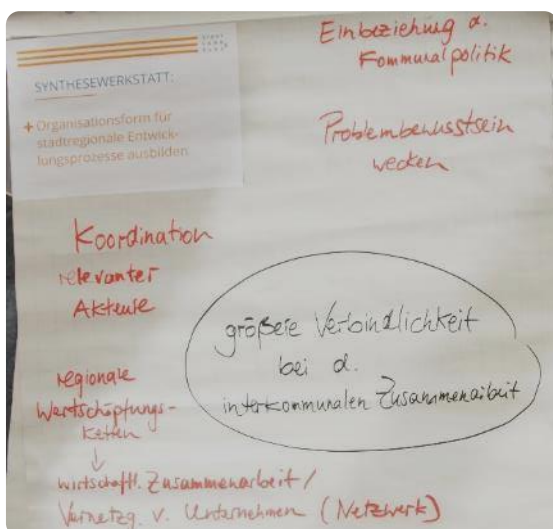 SYNTHESEWERKSTATT:
+ Organisationsform für
stadtregionale Entwick-
lungsprozesse ausbilden
Einbeziehung d.
Kommunalpolitik
Problembewusstsein
wecken
Koordination
relevanter
Akteure
größere Verbindlichkeit
bei d.
interkommunalen Zusammenarbeit
regionale
Wertschöpfungs-
ketten
↓
wirtschaftl. Zusammenarbeit/
Vernetzg. v. Unternehmen (Netzwerk)